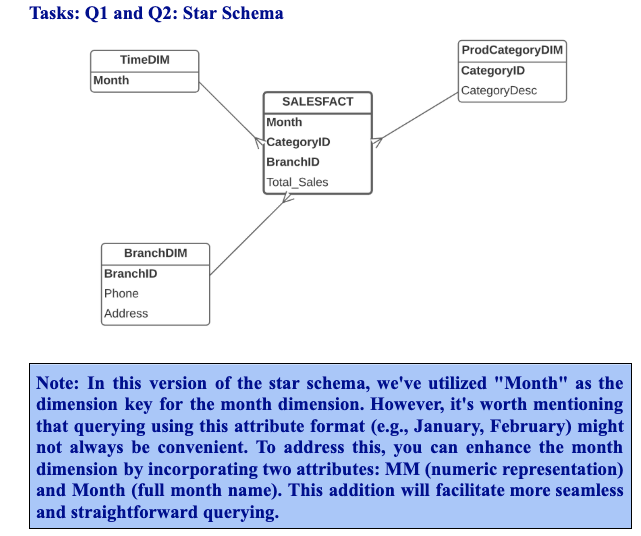 Tasks: Q1 and Q2: Star Schema
TimeDIM
Month
ProdCategoryDIM
CategoryID
CategoryDesc
SALESFACT
Month
CategoryID
BranchID
Total_Sales
BranchDIM
BranchID
Phone
Address
Note: In this version of the star schema, we've utilized "Month" as the
dimension key for the month dimension. However, it's worth mentioning
that querying using this attribute format (e.g., January, February) might
not always be convenient. To address this, you can enhance the month
dimension by incorporating two attributes: MM (numeric representation)
and Month (full month name). This addition will facilitate more seamless
and straightforward querying.